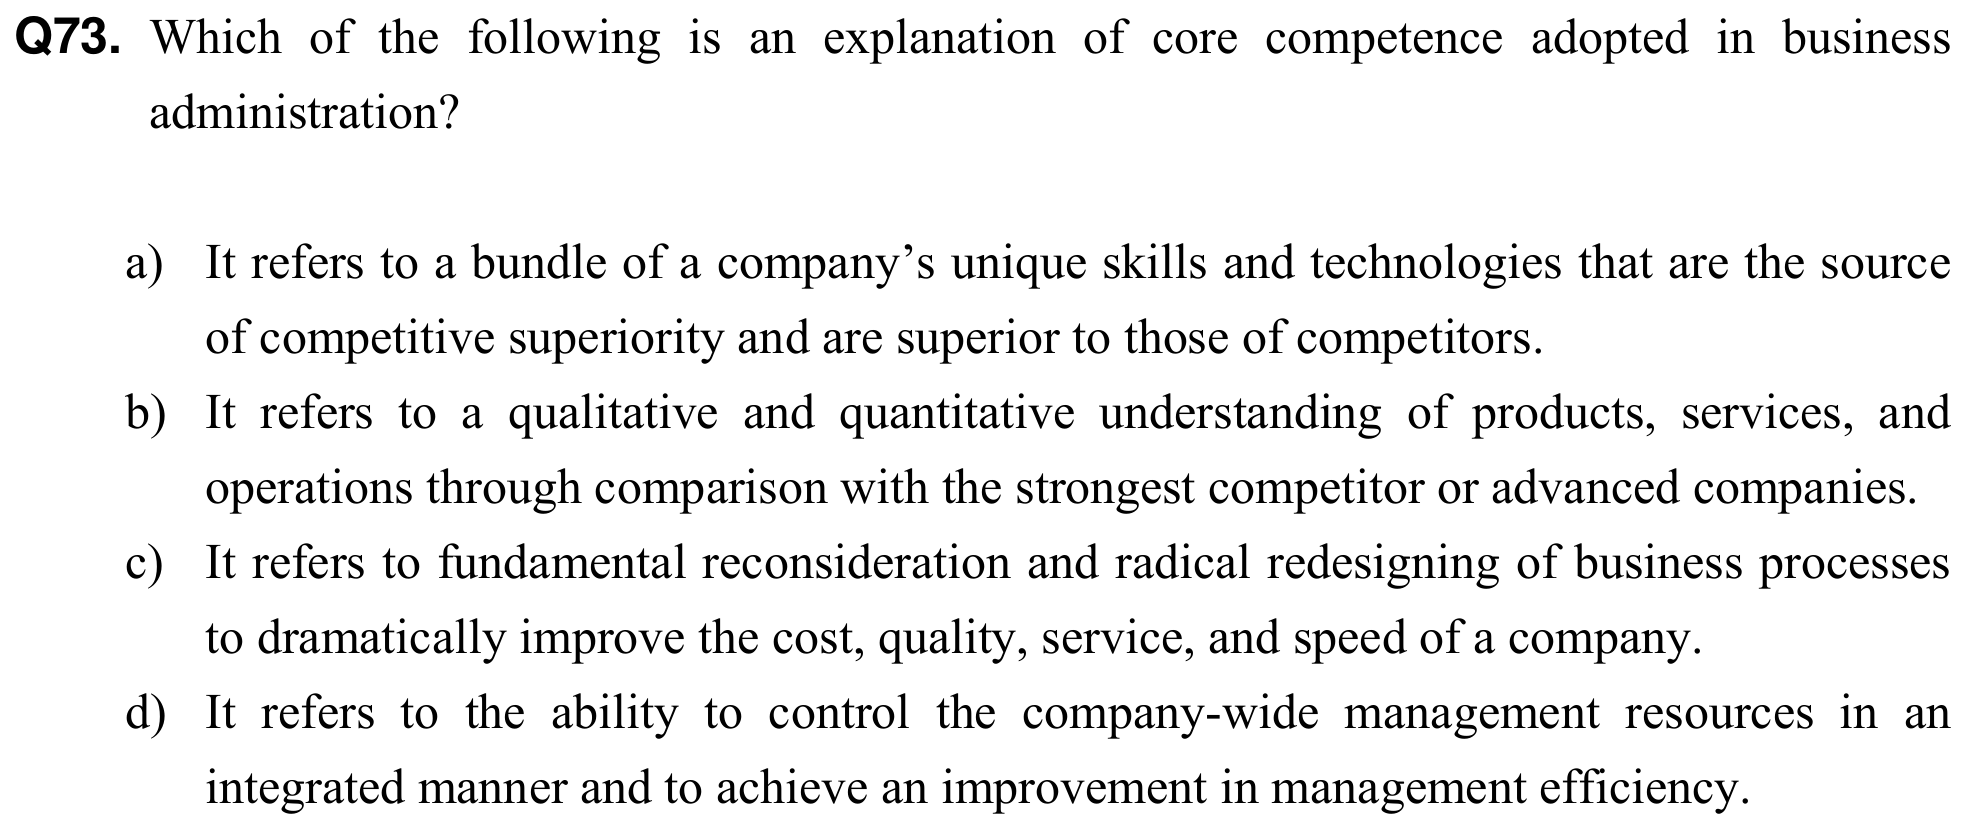 Q73. Which of the following is an explanation of core competence adopted in business
administration?
a) It refers to a bundle of a company’s unique skills and technologies that are the source
of competitive superiority and are superior to those of competitors.
b) It refers to a qualitative and quantitative understanding of products, services, and
operations through comparison with the strongest competitor or advanced companies.
c) It refers to fundamental reconsideration and radical redesigning of business processes
to dramatically improve the cost, quality, service, and speed of a company.
d) It refers to the ability to control the company-wide management resources in an
integrated manner and to achieve an improvement in management efficiency.